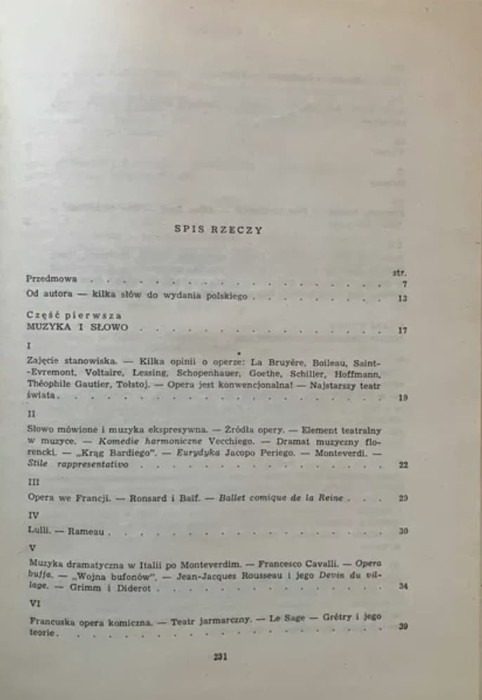 SPIS RZECZY
str.
Przedmowa . . . . . . . . . . . . . . . 7
Od autora — kilka słów do wydania polskiego . . . . . . . 13
Część pierwsza
MUZYKA I SŁOWO . . . . . . . . . . . . . 17
I
Zajęcie stanowiska. — Kilka opinii o operze: La Bruyére, Boileau, Saint-
-Evremont, Voltaire, Lessing, Schopenhauer, Goethe, Schiller, Hoffmann,
Théophile Gautier, Tołstoj. — Opera jest konwencjonalna! — Najstarszy teatr
świata. . . . . . . . . . . . . . . . . 19
II
Słowo mówione i muzyka ekspresywna. — Źródła opery. — Element teatralny
w muzyce. — Komedie harmoniczne Vecchiego. — Dramat muzyczny flo-
rencki. — „Krąg Bardiego". — Eurydyka Jacopo Periego. — Monteverdi. —
Stile rappresentativo . . . . . . . . . . . . . 22
III
Opera we Francji. — Ronsard i Baïf. — Ballet comique de la Reine . . . 29
IV
Lulli. — Rameau . . . . . . . . . . . . . . 30
V
Muzyka dramatyczna w Italii po Monteverdim. — Francesco Cavalli. — Opera
buffa. — „Wojna bufonów". — Jean-Jacques Rousseau i jego Devin du vil-
lage. — Grimm i Diderot . . . . . . . . . . . . 34
VI
Francuska opera komiczna. — Teatr jarmarczny. — Le Sage — Grétry i jego
teorie. . . . . . . . . . . . . . . . . 39
231